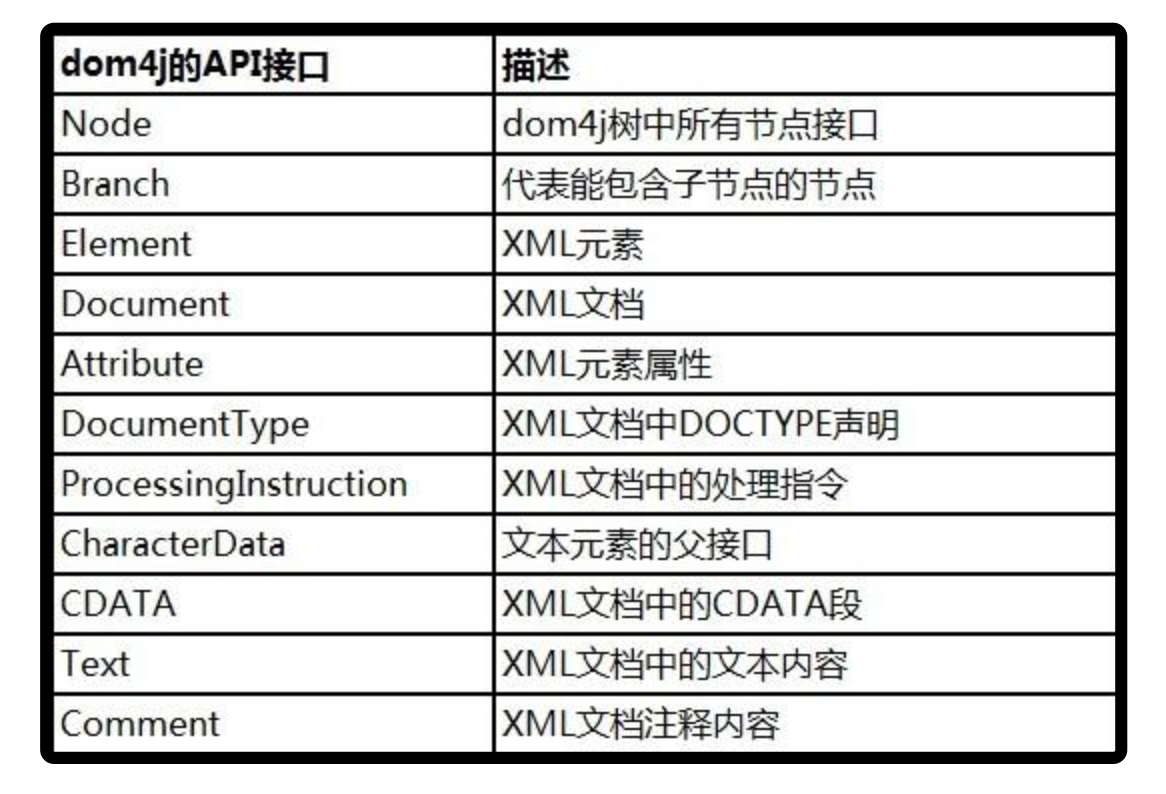 dom4j的API接口 描述
Node dom4j树中所有节点接口
Branch 代表能包含子节点的节点
Element XML元素
Document XML文档
Attribute XML元素属性
DocumentType XML文档中DOCTYPE声明
ProcessingInstruction XML文档中的处理指令
CharacterData 文本元素的父接口
CDATA XML文档中的CDATA段
Text XML文档中的文本内容
Comment XML文档注释内容